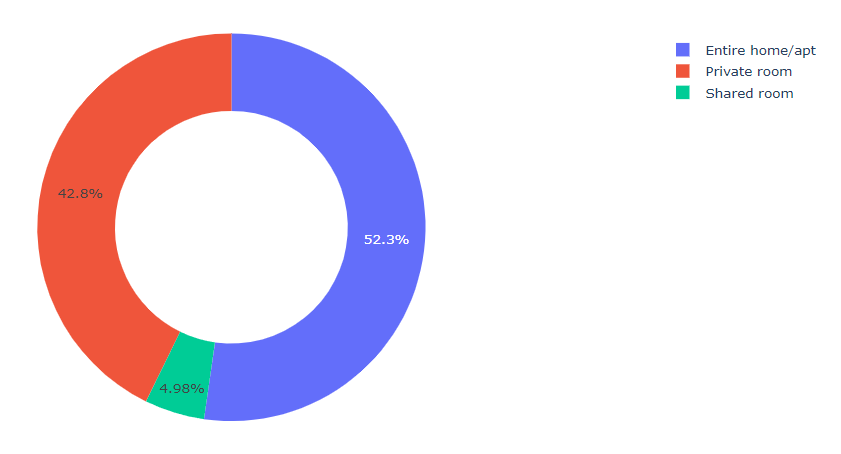 Entire home/apt
Private room
Shared room
42.8%
52.3%
4.98%